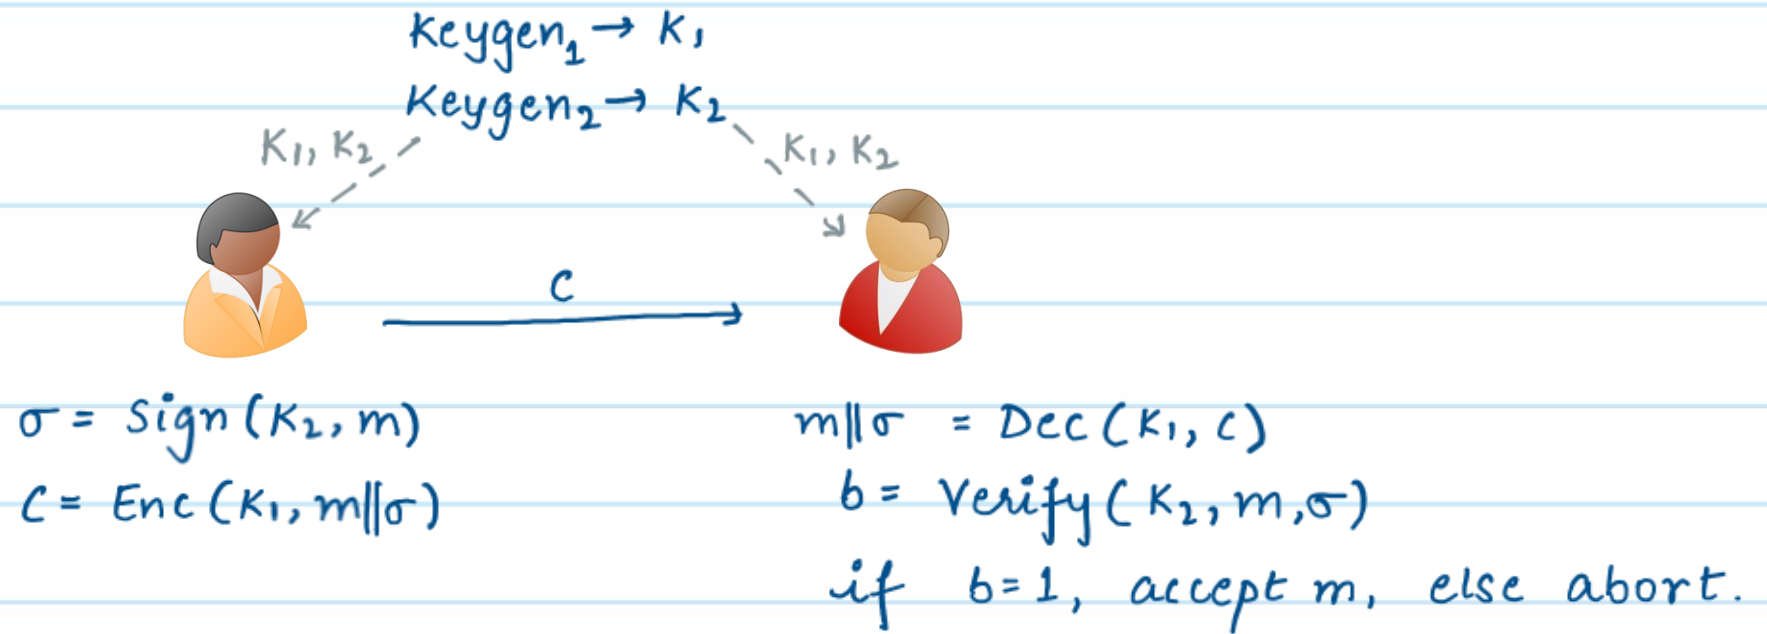 Keygen₁ → K₁
Keygen₂ → K₂
K₁, K₂
K₁, K₂
C
σ = Sign(K₂, m)
C = Enc(K₁, m||σ)
m||σ = Dec(K₁, c)
b = Verify(K₂, m, σ)
if b=1, accept m, else abort.